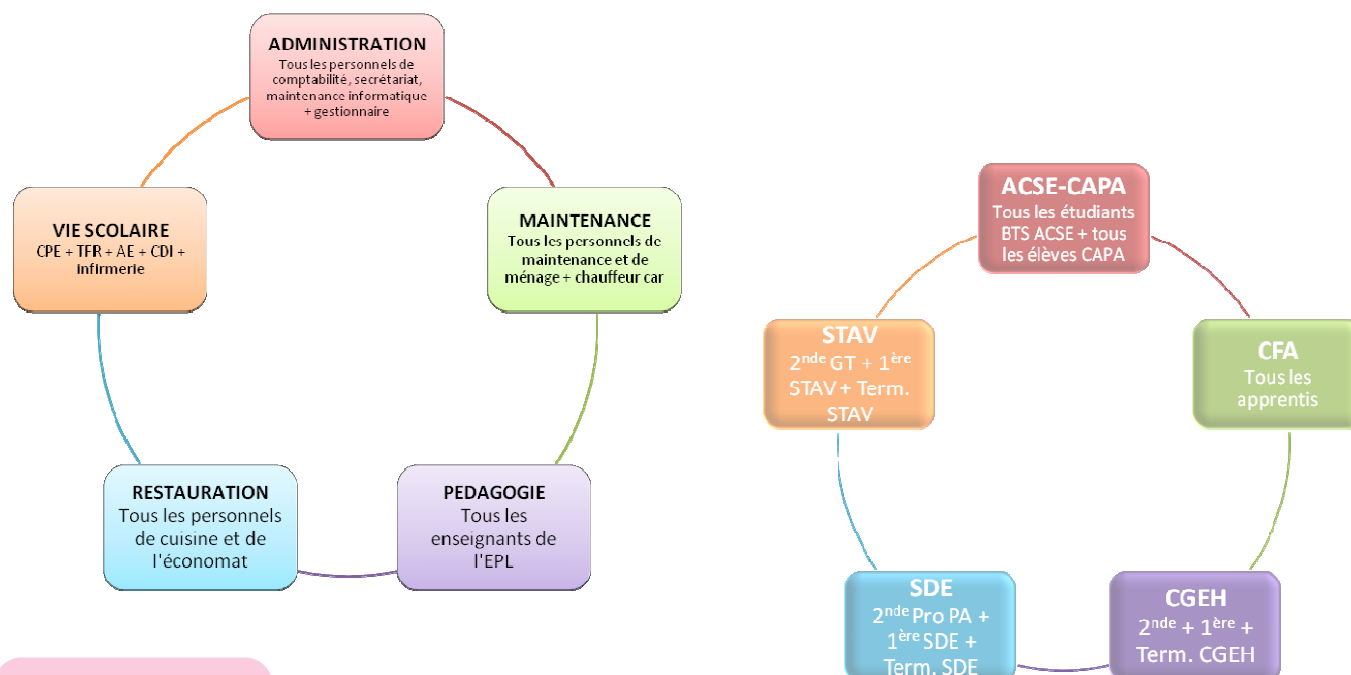 ADMINISTRATION
Tous les personnels de
comptabilité, secrétariat,
maintenance informatique
+ gestionnaire
VIE SCOLAIRE
CPE + TFR + AE + CDI +
infirmerie
MAINTENANCE
Tous les personnels de
maintenance et de
ménage + chauffeur car
RESTAURATION
Tous les personnels
de cuisine et de
l'économat
PEDAGOGIE
Tous les
enseignants de
l'EPL
ACSE-CAPA
Tous les étudiants
BTS ACSE + tous
les élèves CAPA
STAV
2nde GT + 1ère
STAV + Term.
STAV
CFA
Tous les
apprentis
SDE
2nde Pro PA +
1ère SDE +
Term. SDE
CGEH
2nde + 1ère +
Term. CGEH